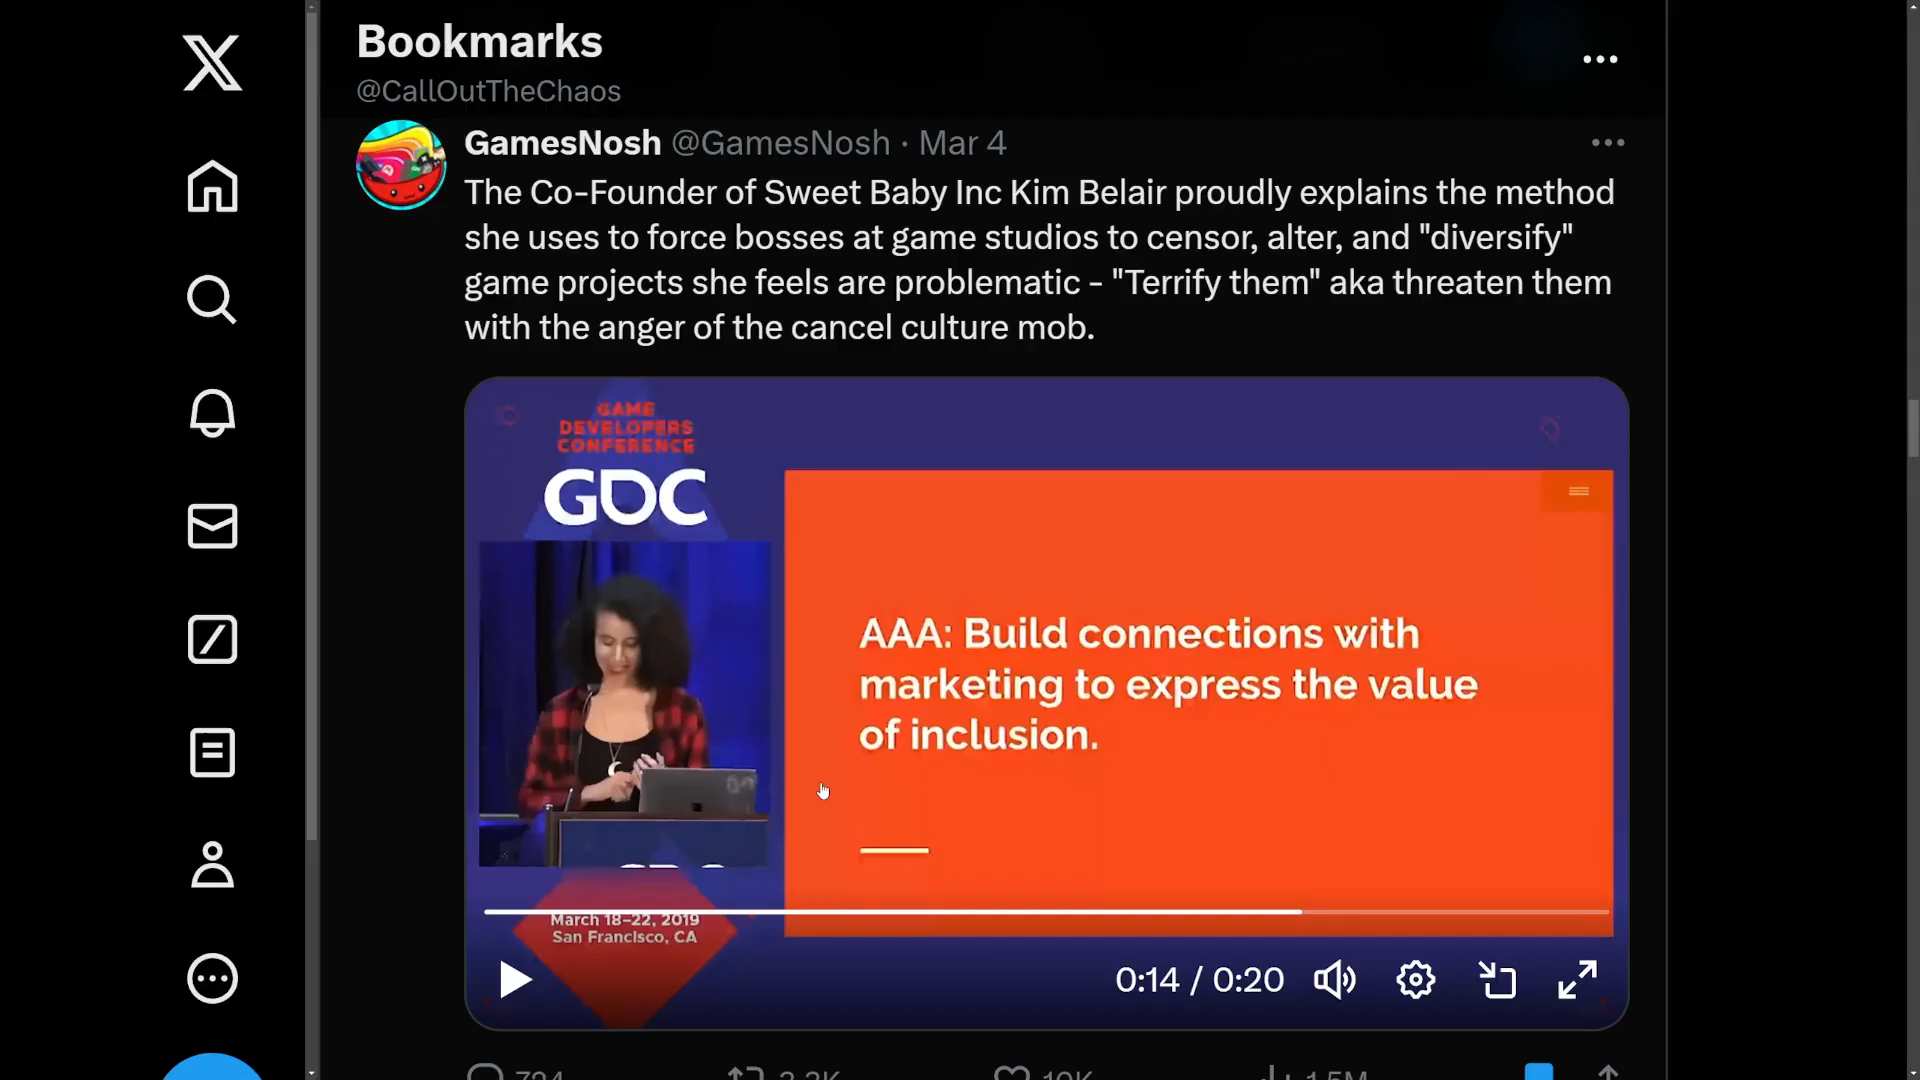 Bookmarks
@CallOutTheChaos
GamesNosh @GamesNosh · Mar 4
The Co-Founder of Sweet Baby Inc Kim Belair proudly explains the method
she uses to force bosses at game studios to censor, alter, and "diversify"
game projects she feels are problematic - "Terrify them" aka threaten them
with the anger of the cancel culture mob.
GAME
DEVELOPERS
CONFERENCE
GDC
AAA: Build connections with
marketing to express the value
of inclusion.
March 18-22, 2019
San Francisco, CA
0:14 / 0:20